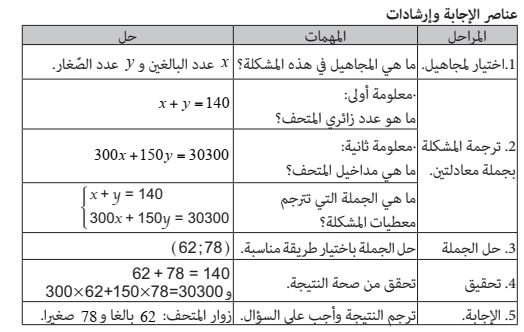 عناصر الإجابة وإرشادات
المراحل المهمات حل
1.اختيار لمجاهيل. ما هي المجاهيل في هذه المشكلة؟ x عدد البالغين و y عدد الصّغار.
2. ترجمة المشكلة بجملة معادلتين.
·معلومة أولى:
ما هو عدد زائري المتحف؟
x + y = 140
·معلومة ثانية:
ما هي مداخيل المتحف؟
300x +150y = 30300
ما هي الجملة التي تترجم
معطيات المشكلة؟
{ x + y = 140
300x + 150y = 30300
3. حل الجملة حل الجملة باختيار طريقة مناسبة. (62;78)
4. تحقيق تحقق من صحة النتيجة.
62 + 78 = 140
و 300×62+150×78=30300
5. الإجابة. ترجم النتيجة وأجب على السؤال. زوار المتحف: 62 بالغا و 78 صغيرا.